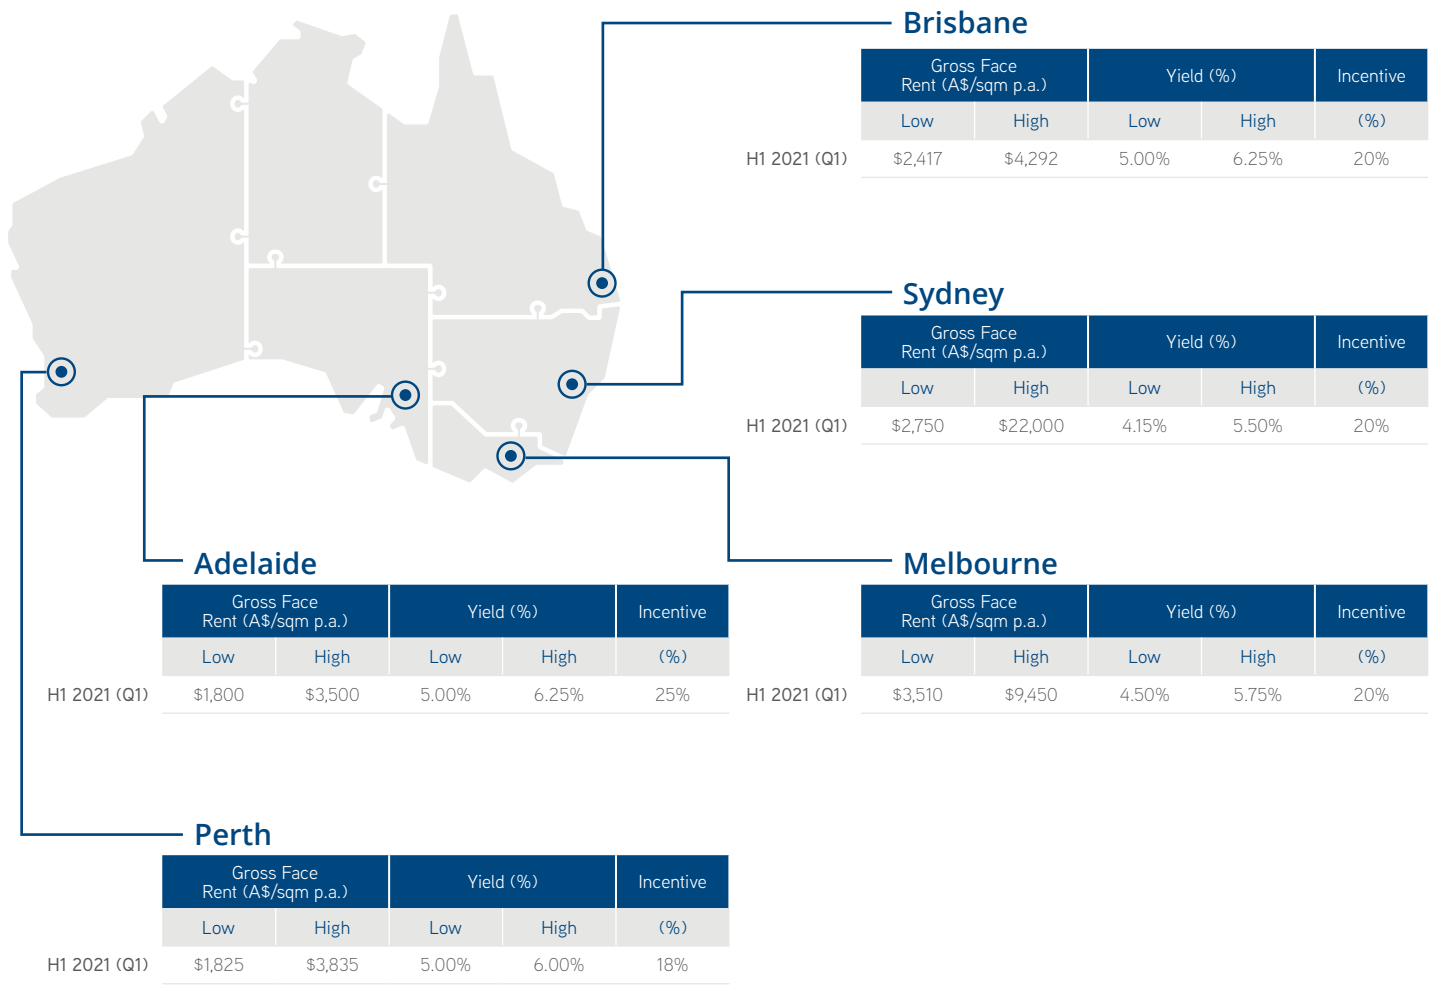 Brisbane
Gross Face
Rent (A$/sqm p.a.)
Yield (%)
Incentive
Low High Low High (%)
H1 2021 (Q1) $2,417 $4,292 5.00% 6.25% 20%
Sydney
Gross Face
Rent (A$/sqm p.a.)
Yield (%)
Incentive
Low High Low High (%)
H1 2021 (Q1) $2,750 $22,000 4.15% 5.50% 20%
Adelaide
Gross Face
Rent (A$/sqm p.a.)
Yield (%)
Incentive
Low High Low High (%)
H1 2021 (Q1) $1,800 $3,500 5.00% 6.25% 25%
Melbourne
Gross Face
Rent (A$/sqm p.a.)
Yield (%)
Incentive
Low High Low High (%)
H1 2021 (Q1) $3,510 $9,450 4.50% 5.75% 20%
Perth
Gross Face
Rent (A$/sqm p.a.)
Yield (%)
Incentive
Low High Low High (%)
H1 2021 (Q1) $1,825 $3,835 5.00% 6.00% 18%